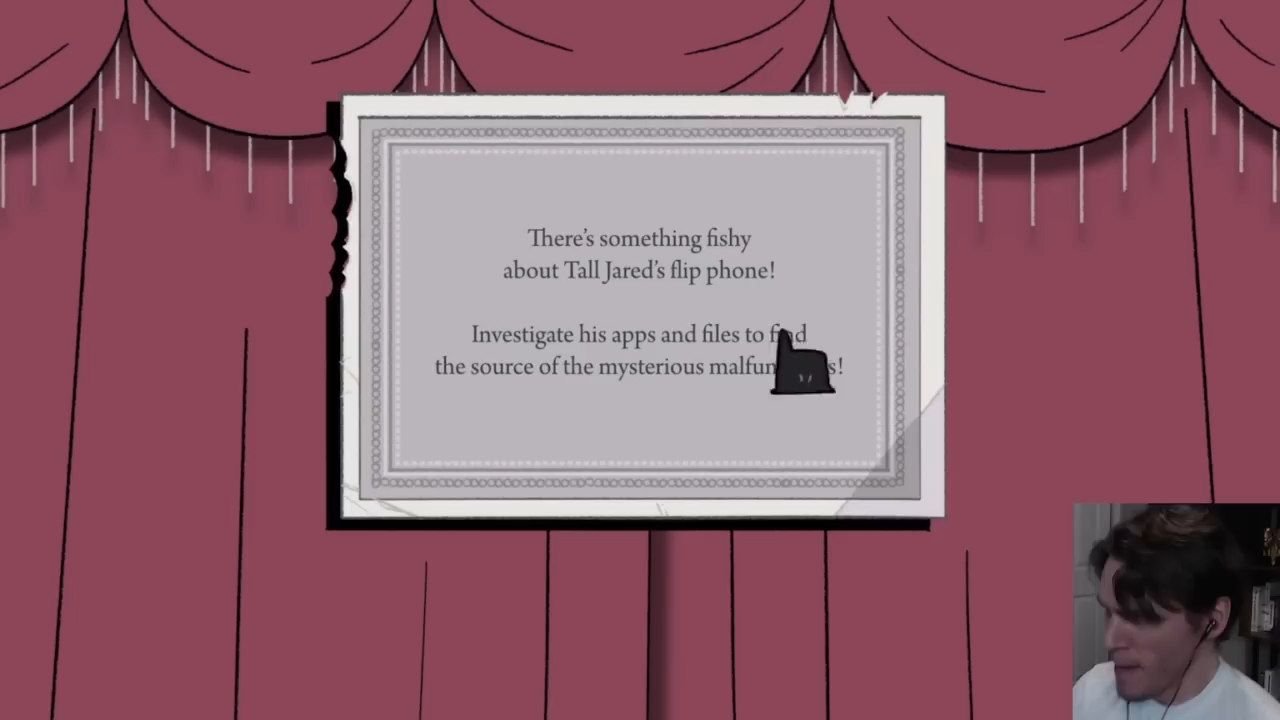 There's something fishy
about Tall Jared's flip phone!
Investigate his apps and files to
the source of the mysterious